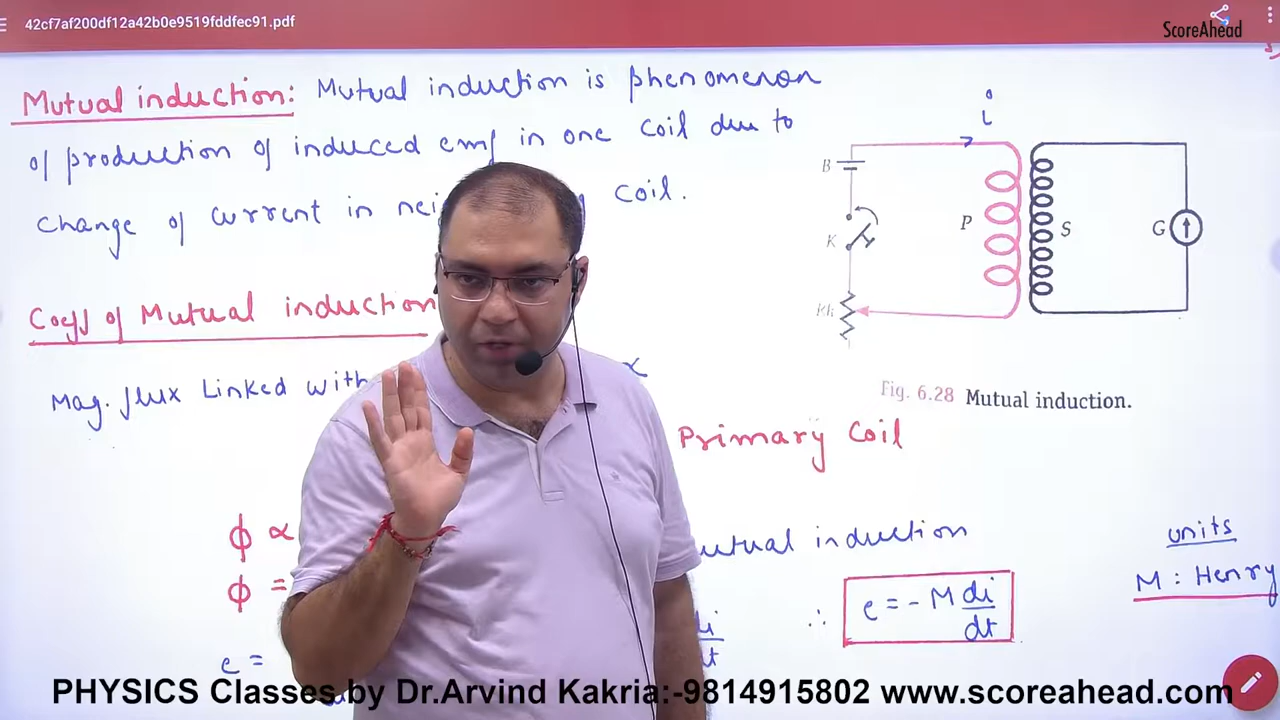 42cf7af200df12a42b0e9519fddfec91.pdf
ScoreAhead
Mutual induction: Mutual induction is phenomenon
of production of induced emf in one coil due to
change of current in coil.
Coeff of Mutual induction
Mag. flux Linked with ∝
Primary Coil
ϕ ∝
ϕ =
mutual induction
e =
∴ e = - M di/dt
units
M : Henry
i
B
K
Rh
P
S
G
Fig. 6.28 Mutual induction.
PHYSICS Classes by Dr.Arvind Kakria:-9814915802 www.scoreahead.com